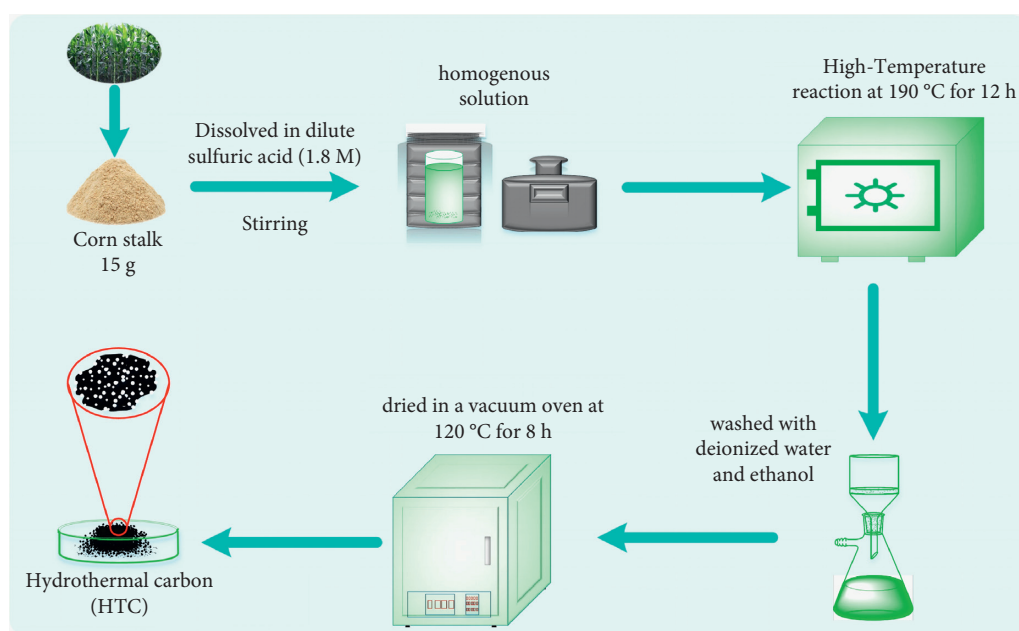 Corn stalk
15 g
Dissolved in dilute
sulfuric acid (1.8 M)
Stirring
homogenous
solution
High-Temperature
reaction at 190 °C for 12 h
washed with
deionized water
and ethanol
dried in a vacuum oven at
120 °C for 8 h
Hydrothermal carbon
(HTC)